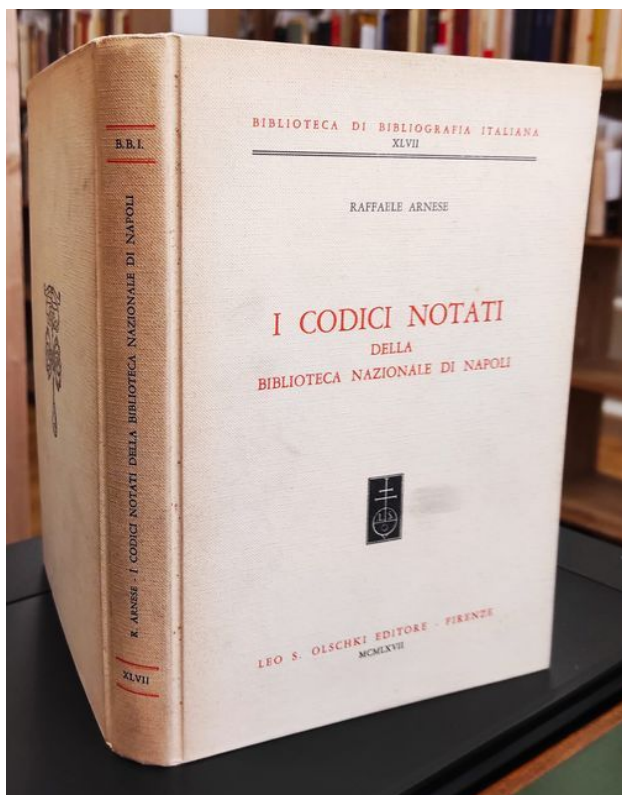 B.B.I.
R. ARNESE - I CODICI NOTATI DELLA BIBLIOTECA NAZIONALE DI NAPOLI
XLVII
BIBLIOTECA DI BIBLIOGRAFIA ITALIANA
XLVII
RAFFAELE ARNESE
I CODICI NOTATI
DELLA
BIBLIOTECA NAZIONALE DI NAPOLI
LEO S. OLSCHKI EDITORE - FIRENZE
MCMLXVII